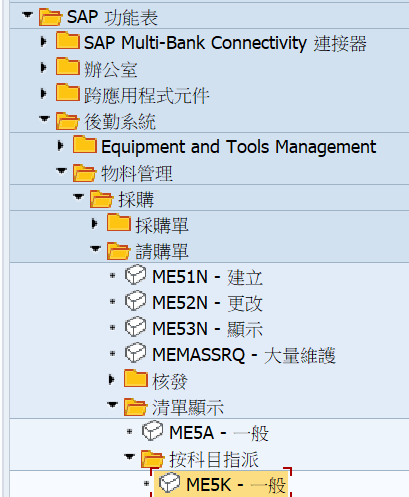 SAP 功能表
SAP Multi-Bank Connectivity 連接器
辦公室
跨應用程式元件
後勤系統
Equipment and Tools Management
物料管理
採購
採購單
請購單
ME51N - 建立
ME52N - 更改
ME53N - 顯示
MEMASSRQ - 大量維護
核發
清單顯示
ME5A - 一般
按科目指派
ME5K - 一般